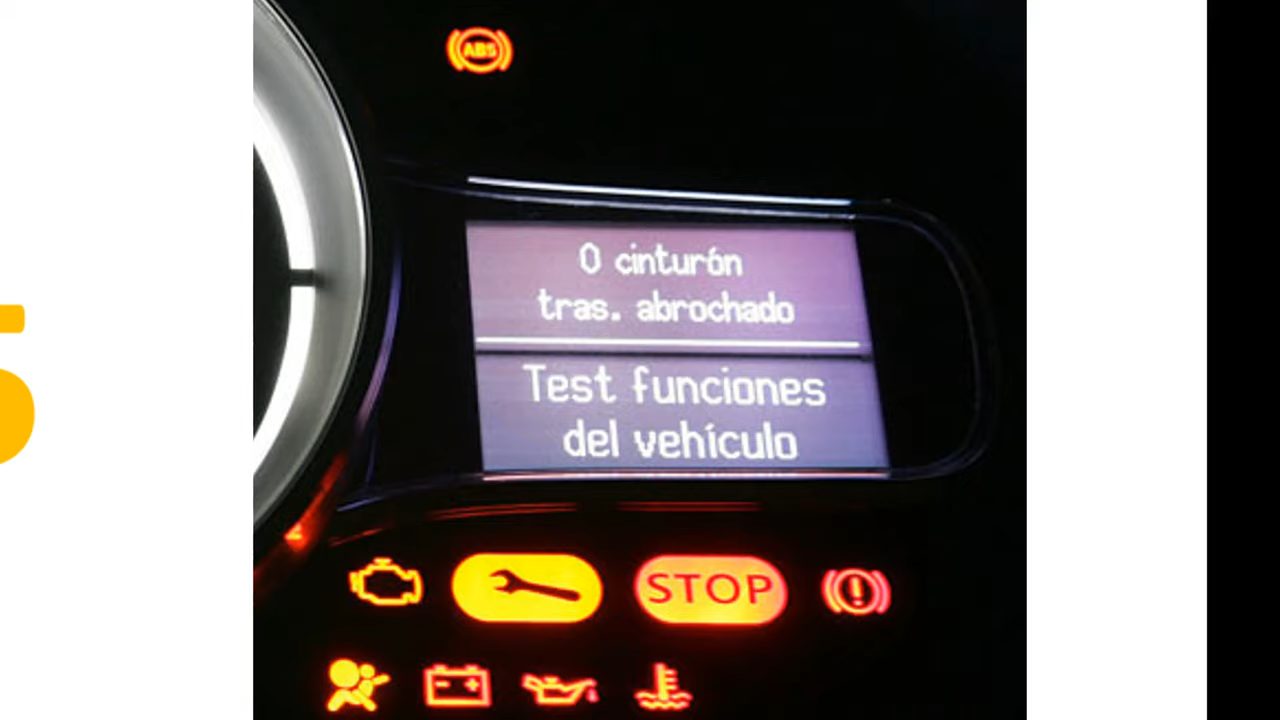 ABS
0 cinturón
tras. abrochado
Test funciones
del vehículo
STOP